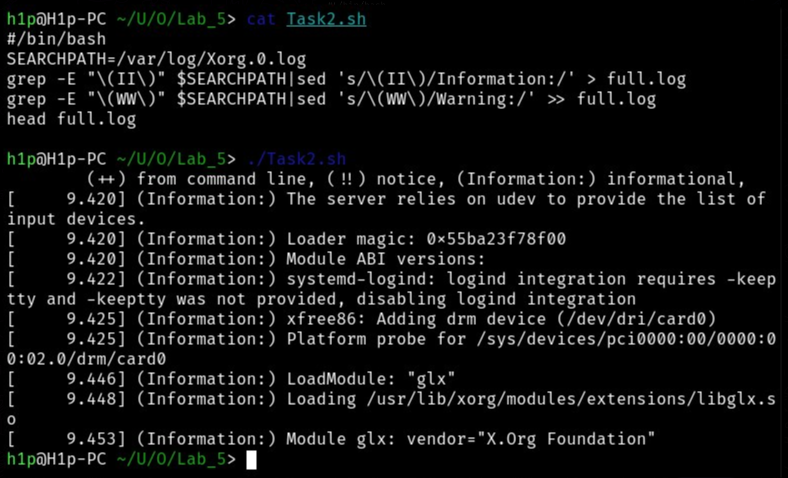 h1p@H1p-PC ~/U/O/Lab_5> cat Task2.sh
#/bin/bash
SEARCHPATH=/var/log/Xorg.0.log
grep -E "\(II\)" $SEARCHPATH|sed 's/\(II\)/Information:/' > full.log
grep -E "\(WW\)" $SEARCHPATH|sed 's/\(WW\)/Warning:/' >> full.log
head full.log
h1p@H1p-PC ~/U/O/Lab_5> ./Task2.sh
(++) from command line, (!!) notice, (Information:) informational,
[     9.420] (Information:) The server relies on udev to provide the list of
input devices.
[     9.420] (Information:) Loader magic: 0x55ba23f78f00
[     9.420] (Information:) Module ABI versions:
[     9.422] (Information:) systemd-logind: logind integration requires -keep
tty and -keeptty was not provided, disabling logind integration
[     9.425] (Information:) xfree86: Adding drm device (/dev/dri/card0)
[     9.425] (Information:) Platform probe for /sys/devices/pci0000:00/0000:0
0:02.0/drm/card0
[     9.446] (Information:) LoadModule: "glx"
[     9.448] (Information:) Loading /usr/lib/xorg/modules/extensions/libglx.s
o
[     9.453] (Information:) Module glx: vendor="X.Org Foundation"
h1p@H1p-PC ~/U/O/Lab_5>